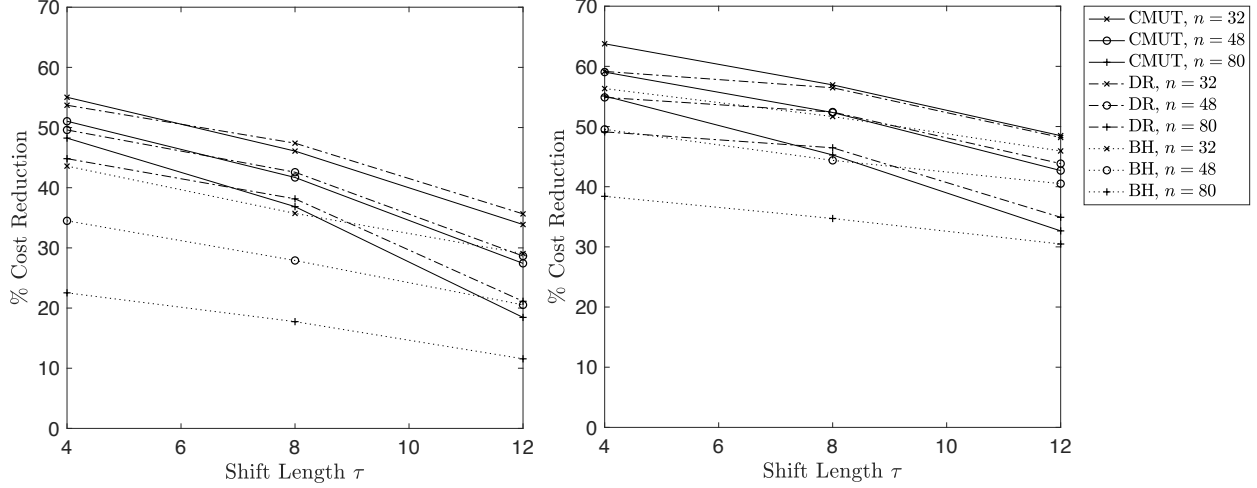 70
60
50
40
30
20
10
0
% Cost Reduction
4
6
8
10
12
Shift Length τ
70
60
50
40
30
20
10
0
% Cost Reduction
4
6
8
10
12
Shift Length τ
CMUT, n = 32
CMUT, n = 48
CMUT, n = 80
DR, n = 32
DR, n = 48
DR, n = 80
BH, n = 32
BH, n = 48
BH, n = 80